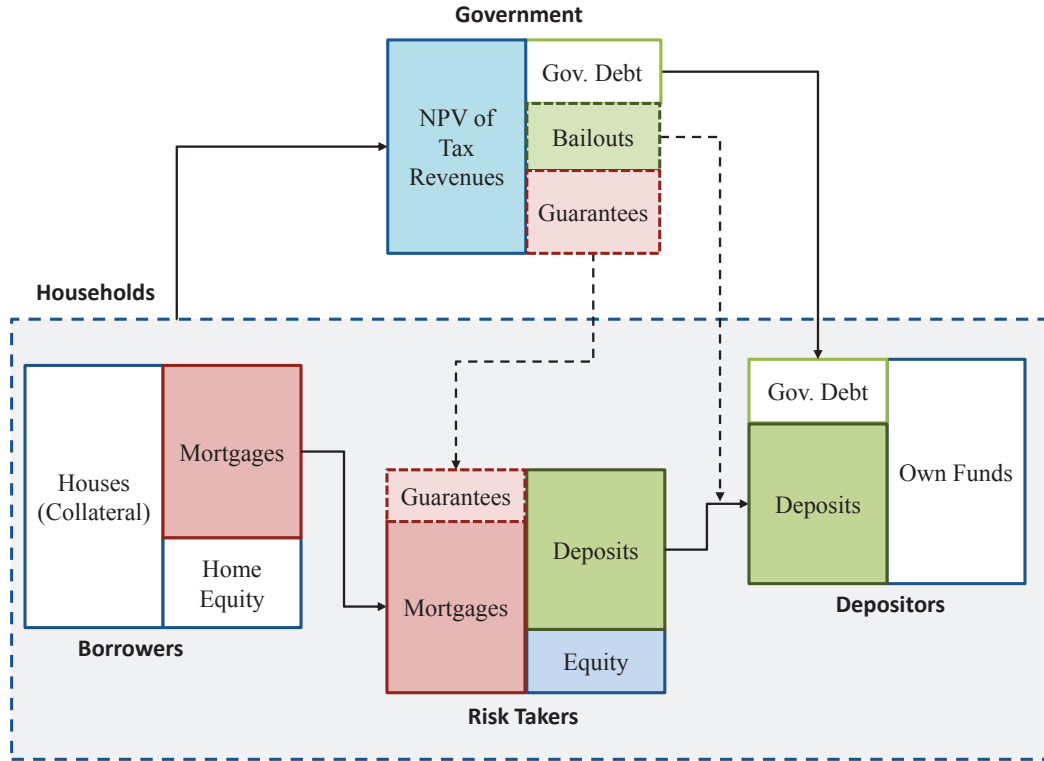 Government
Gov. Debt
NPV of
Tax
Revenues
Bailouts
Guarantees
Households
Gov. Debt
Mortgages
Houses
(Collateral)
Own Funds
Guarantees
Deposits
Deposits
Home
Equity
Mortgages
Depositors
Borrowers
Equity
Risk Takers